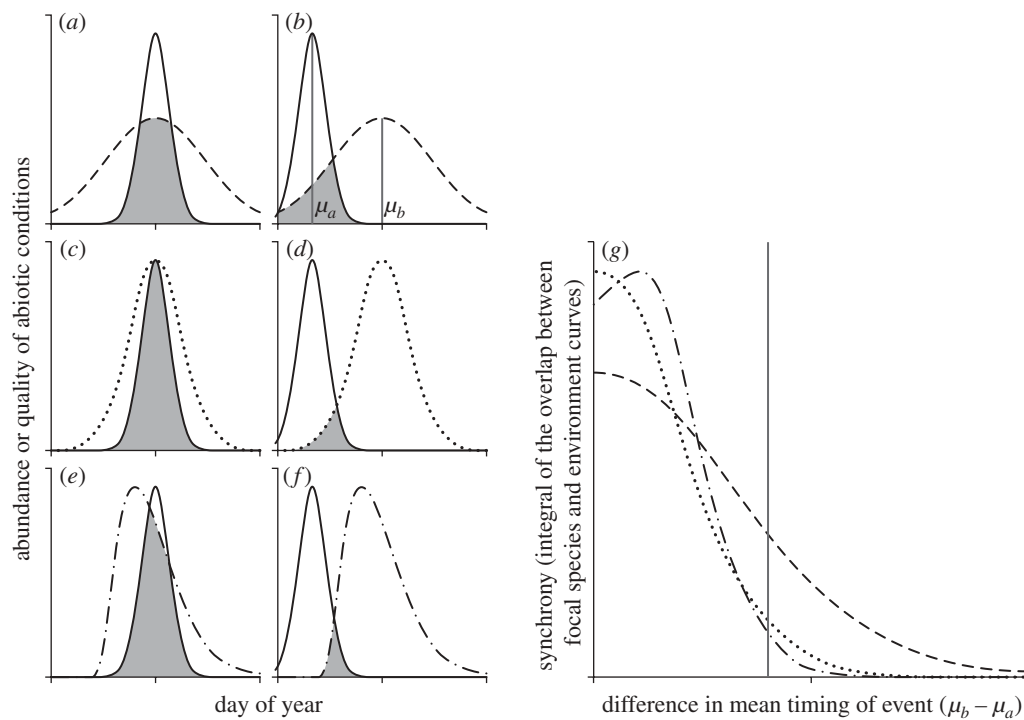 (a)
(b)
μa
μb
(c)
(d)
(e)
(f)
abundance or quality of abiotic conditions
day of year
(g)
synchrony (integral of the overlap between
focal species and environment curves)
difference in mean timing of event (μb – μa)